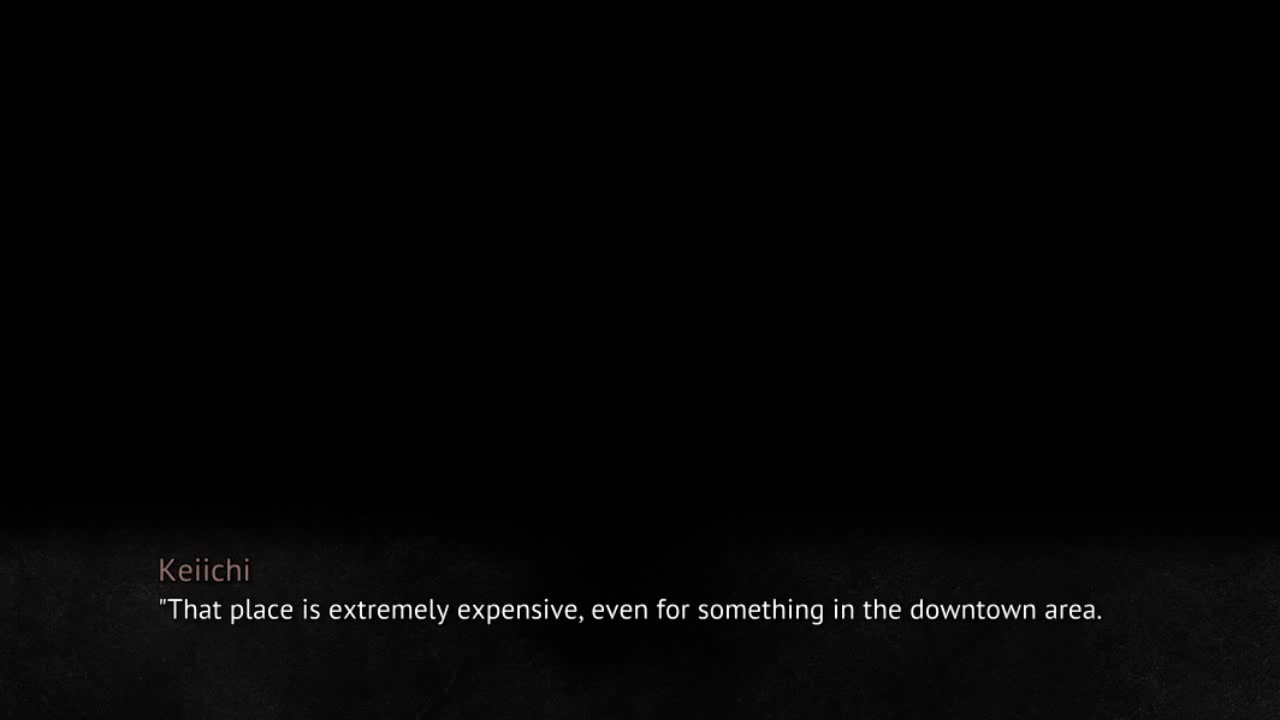 Keiichi
"That place is extremely expensive, even for something in the downtown area.